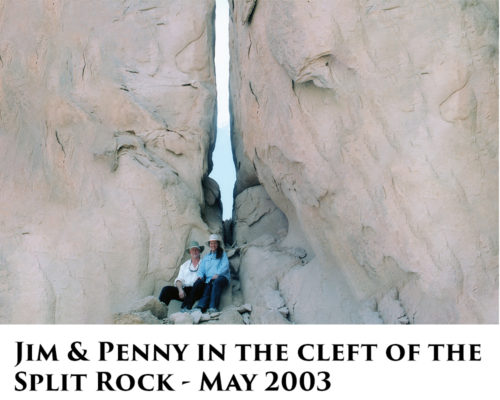 Jim & Penny in the cleft of the
Split Rock - May 2003